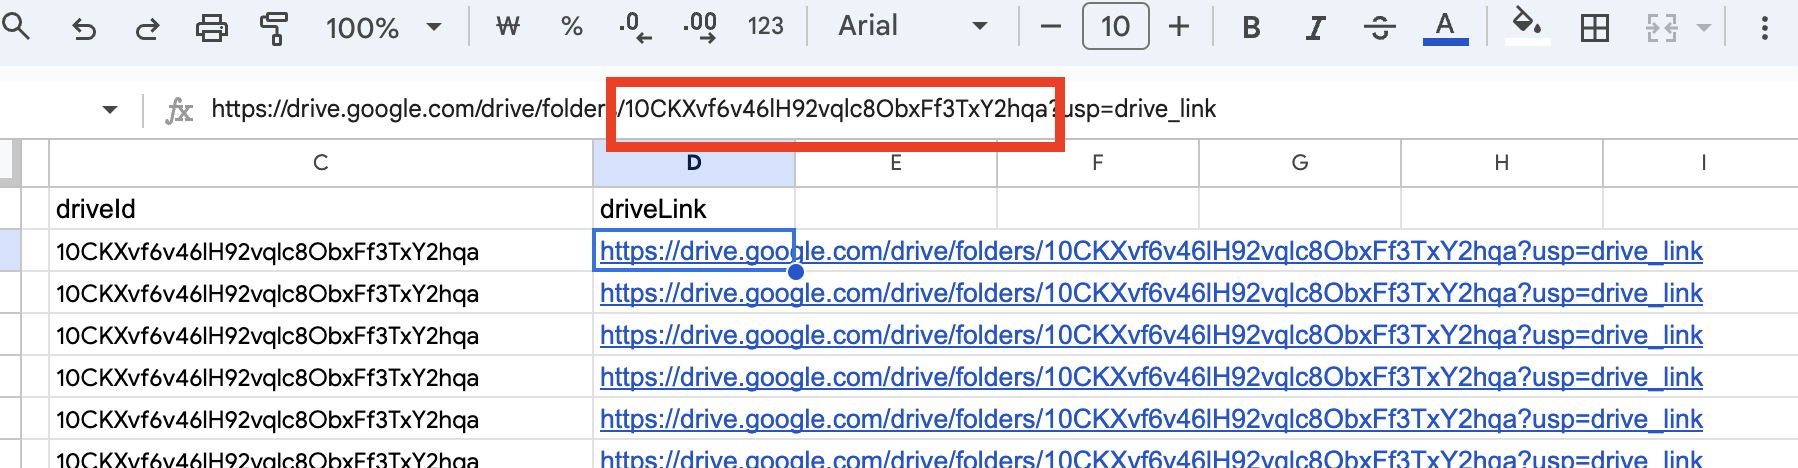 100% ₩ % .0 .00 123 Arial 10 B I A
https://drive.google.com/drive/folders/10CKXvf6v46lH92vqlc8ObxFf3TxY2hqa?usp=drive_link
C D E F G H I
driveId driveLink
10CKXvf6v46lH92vqlc8ObxFf3TxY2hqa https://drive.google.com/drive/folders/10CKXvf6v46lH92vqlc8ObxFf3TxY2hqa?usp=drive_link
10CKXvf6v46lH92vqlc8ObxFf3TxY2hqa https://drive.google.com/drive/folders/10CKXvf6v46lH92vqlc8ObxFf3TxY2hqa?usp=drive_link
10CKXvf6v46lH92vqlc8ObxFf3TxY2hqa https://drive.google.com/drive/folders/10CKXvf6v46lH92vqlc8ObxFf3TxY2hqa?usp=drive_link
10CKXvf6v46lH92vqlc8ObxFf3TxY2hqa https://drive.google.com/drive/folders/10CKXvf6v46lH92vqlc8ObxFf3TxY2hqa?usp=drive_link
10CKXvf6v46lH92vqlc8ObxFf3TxY2hqa https://drive.google.com/drive/folders/10CKXvf6v46lH92vqlc8ObxFf3TxY2hqa?usp=drive_link
10CKXvf6v46lH92vqlc8ObxFf3TxY2hqa https://drive.google.com/drive/folders/10CKXvf6v46lH92vqlc8ObxFf3TxY2hqa?usp=drive_link